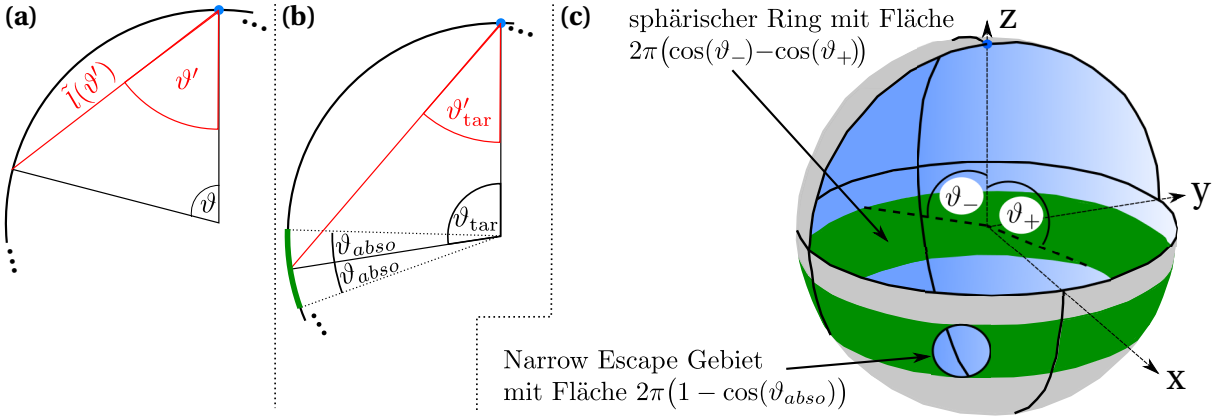 (a)
l̃(ϑ′)
ϑ′
ϑ
(b)
ϑ′tar
ϑtar
ϑabso
ϑabso
(c)
sphärischer Ring mit Fläche
2π(cos(ϑ₋)−cos(ϑ₊))
z
ϑ₋
ϑ₊
y
x
Narrow Escape Gebiet
mit Fläche 2π(1 − cos(ϑabso))